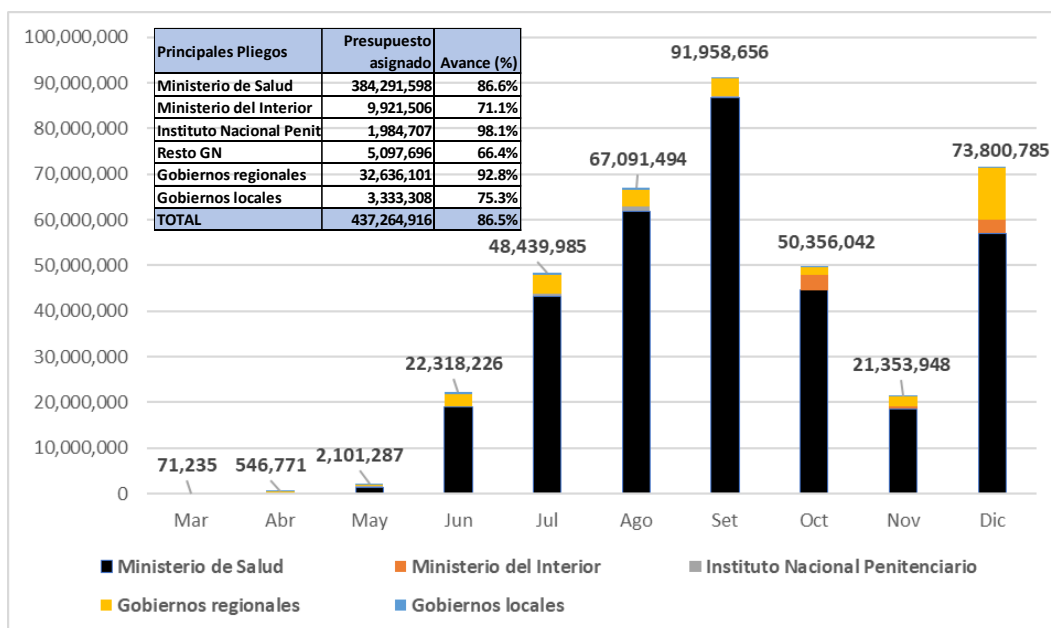 100,000,000
90,000,000
80,000,000
70,000,000
60,000,000
50,000,000
40,000,000
30,000,000
20,000,000
10,000,000
0
Principales Pliegos Presupuesto asignado Avance (%)
Ministerio de Salud 384,291,598 86.6%
Ministerio del Interior 9,921,506 71.1%
Instituto Nacional Penit 1,984,707 98.1%
Resto GN 5,097,696 66.4%
Gobiernos regionales 32,636,101 92.8%
Gobiernos locales 3,333,308 75.3%
TOTAL 437,264,916 86.5%
71,235
546,771
2,101,287
22,318,226
48,439,985
67,091,494
91,958,656
50,356,042
21,353,948
73,800,785
Mar Abr May Jun Jul Ago Set Oct Nov Dic
Ministerio de Salud Ministerio del Interior Instituto Nacional Penitenciario
Gobiernos regionales Gobiernos locales